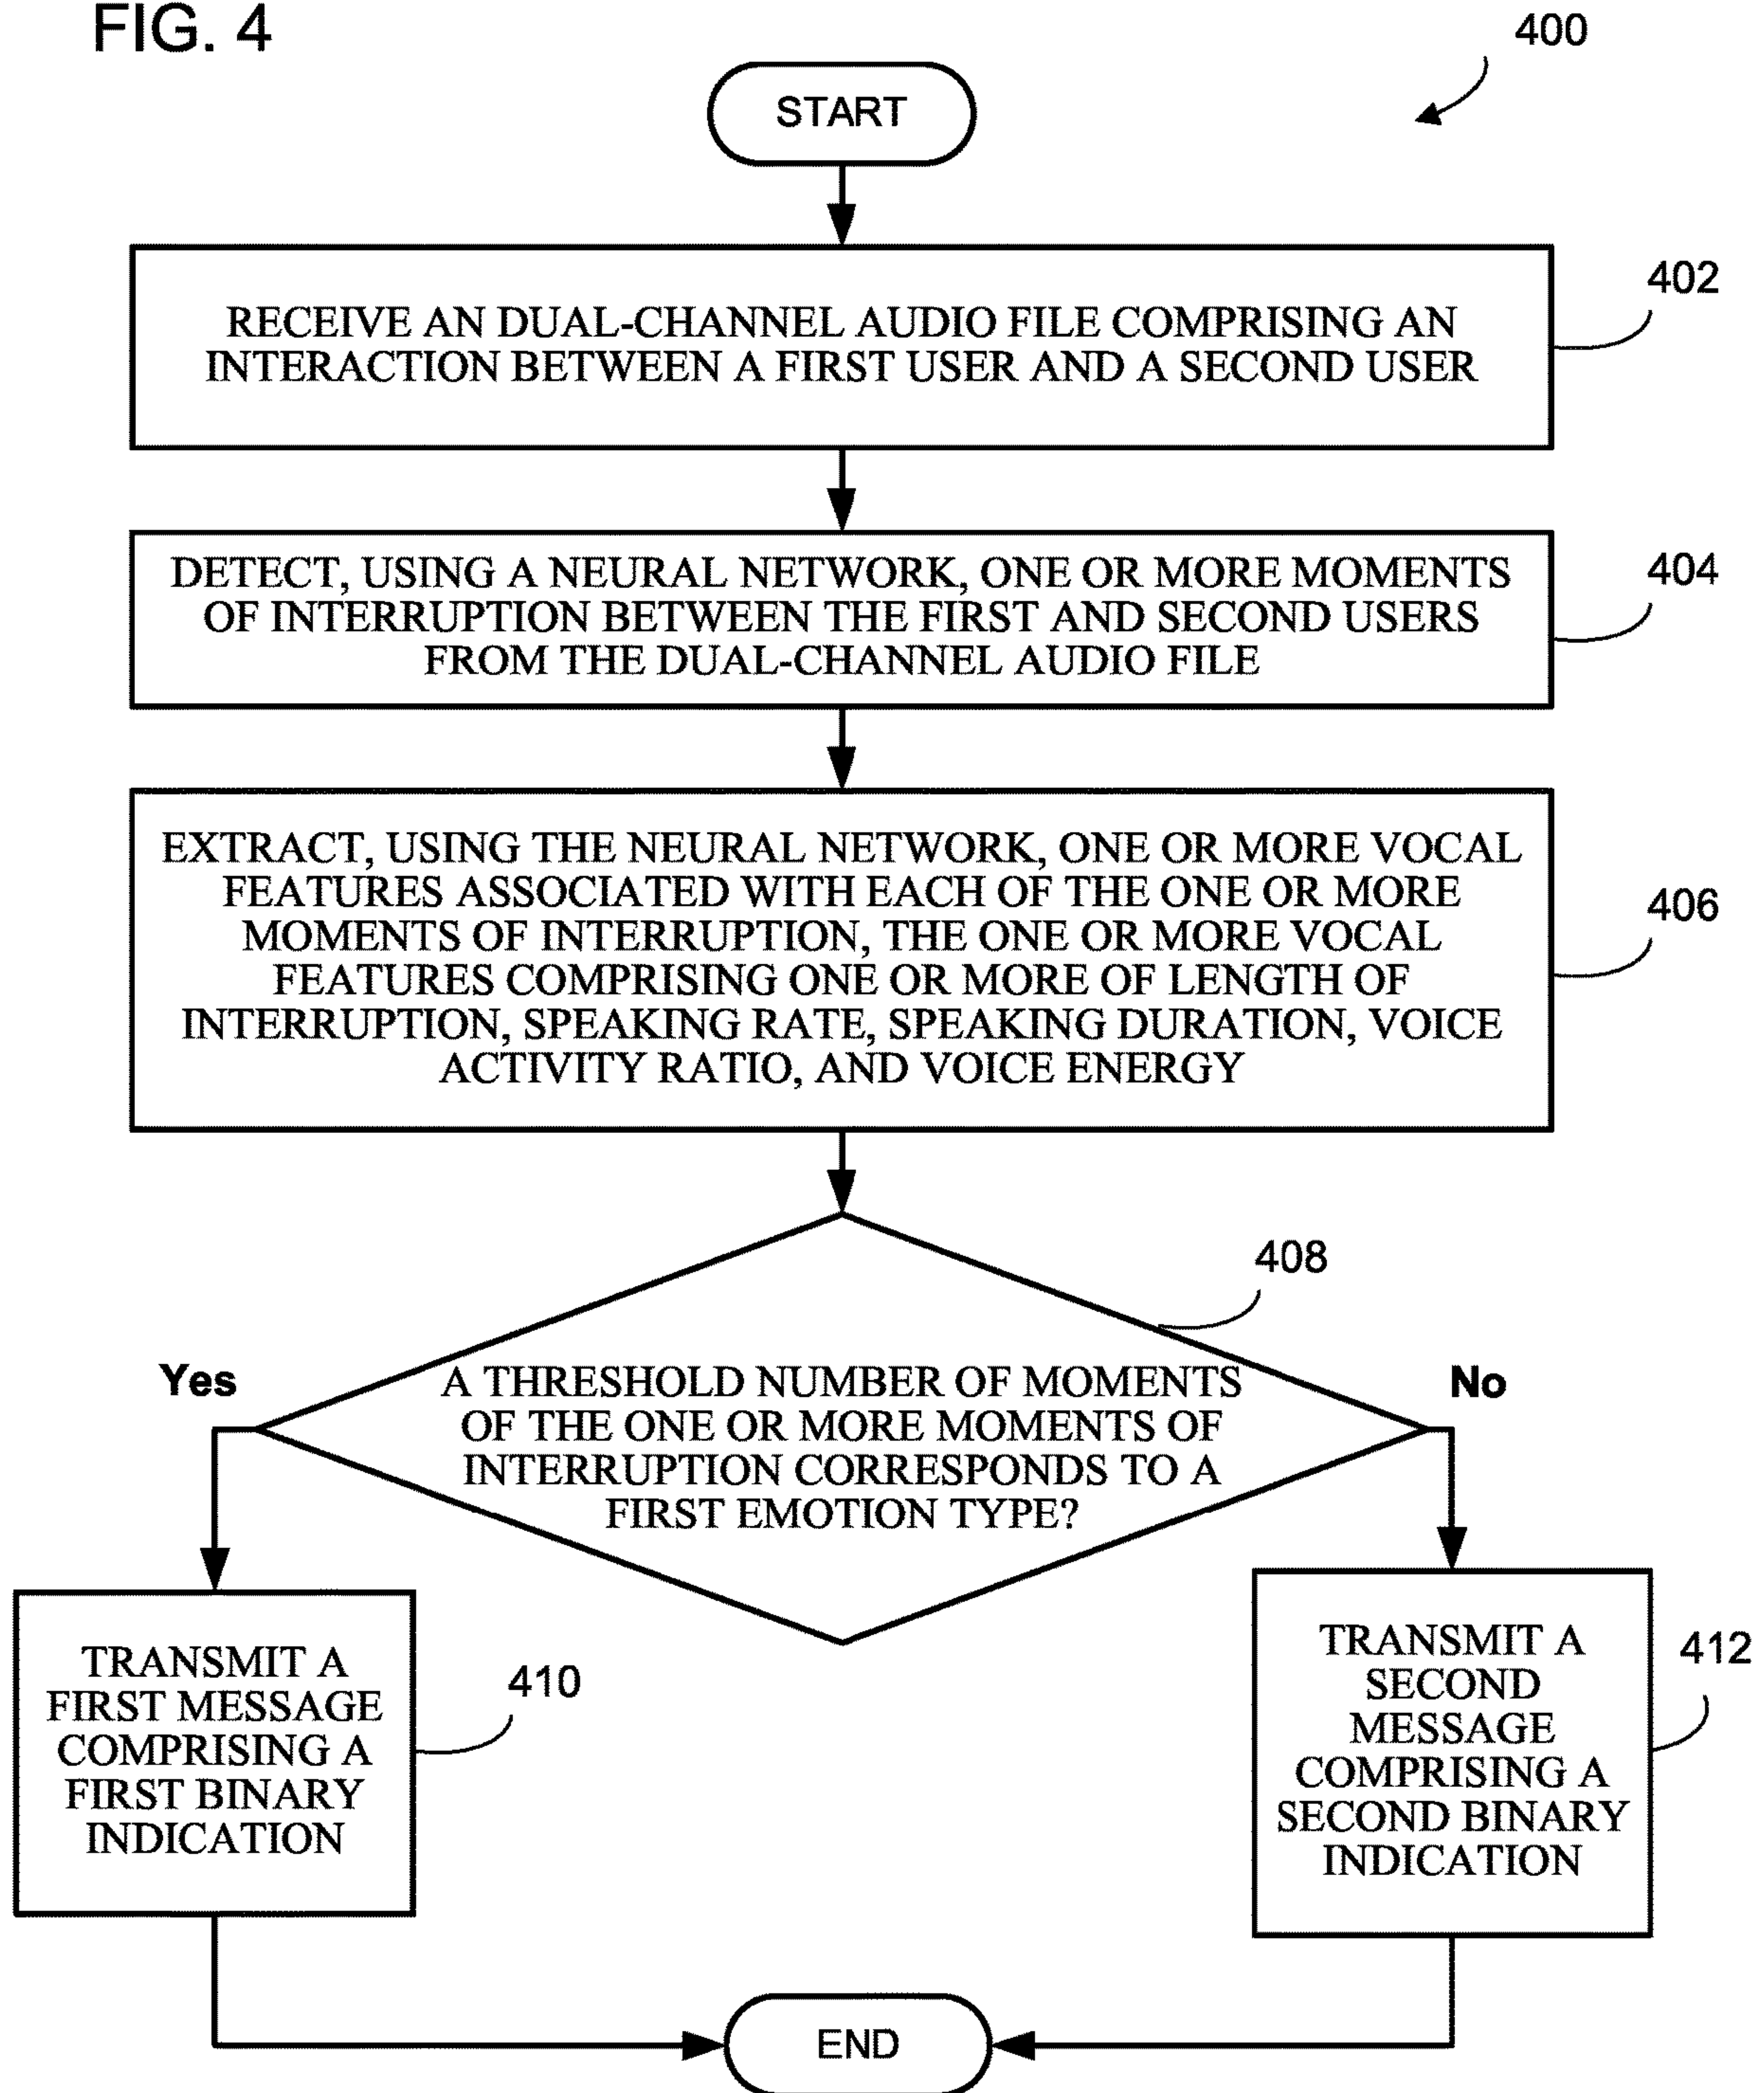 FIG. 4
400
START
402
RECEIVE AN DUAL-CHANNEL AUDIO FILE COMPRISING AN
INTERACTION BETWEEN A FIRST USER AND A SECOND USER
404
DETECT, USING A NEURAL NETWORK, ONE OR MORE MOMENTS
OF INTERRUPTION BETWEEN THE FIRST AND SECOND USERS
FROM THE DUAL-CHANNEL AUDIO FILE
406
EXTRACT, USING THE NEURAL NETWORK, ONE OR MORE VOCAL
FEATURES ASSOCIATED WITH EACH OF THE ONE OR MORE
MOMENTS OF INTERRUPTION, THE ONE OR MORE VOCAL
FEATURES COMPRISING ONE OR MORE OF LENGTH OF
INTERRUPTION, SPEAKING RATE, SPEAKING DURATION, VOICE
ACTIVITY RATIO, AND VOICE ENERGY
408
A THRESHOLD NUMBER OF MOMENTS
OF THE ONE OR MORE MOMENTS OF
INTERRUPTION CORRESPONDS TO A
FIRST EMOTION TYPE?
Yes
No
TRANSMIT A
FIRST MESSAGE
COMPRISING A
FIRST BINARY
INDICATION
410
TRANSMIT A
SECOND
MESSAGE
COMPRISING A
SECOND BINARY
INDICATION
412
END